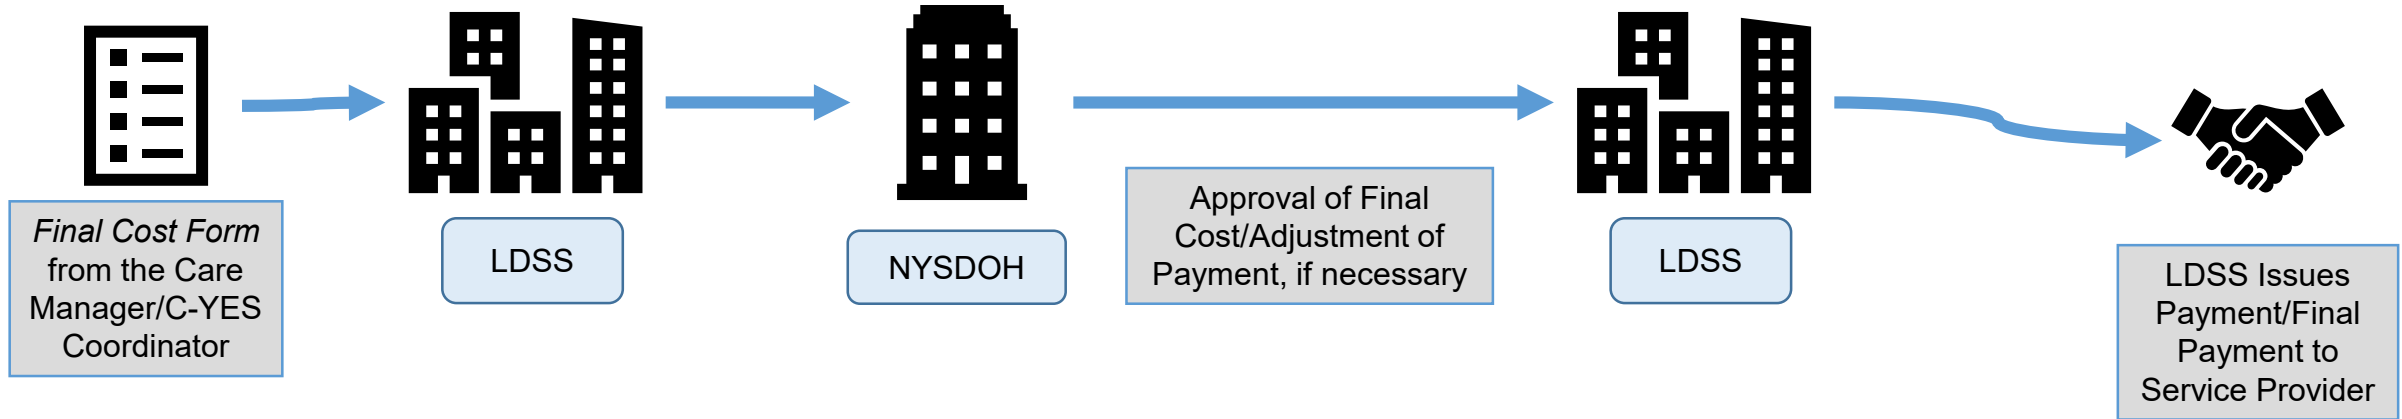 Final Cost Form
from the Care
Manager/C-YES
Coordinator
LDSS
NYSDOH
Approval of Final
Cost/Adjustment of
Payment, if necessary
LDSS
LDSS Issues
Payment/Final
Payment to
Service Provider